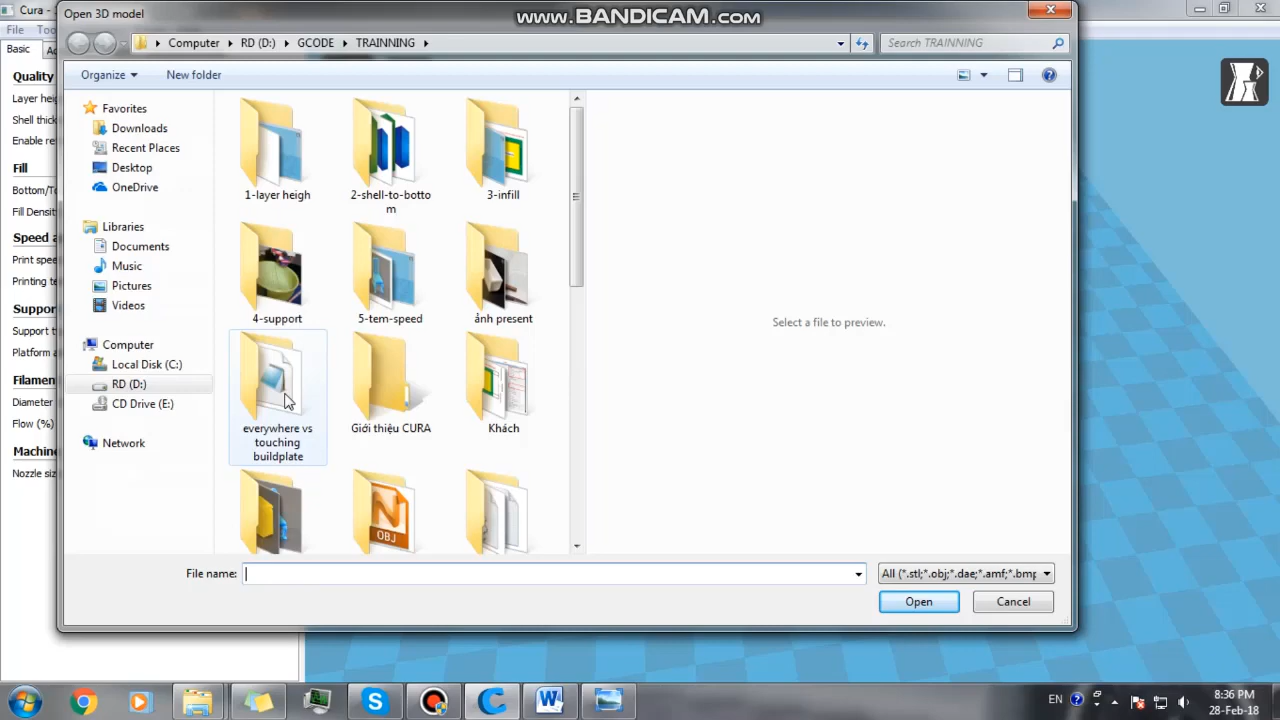 Cura -
Open 3D model
www.BANDICAM.com
File
Basic
Computer
RD (D:)
GCODE
TRAINNING
Search TRAINNING
Organize
New folder
Quality
Layer heig
Shell thick
Enable re
Fill
Bottom/To
Fill Densit
Speed a
Print spee
Printing te
Suppor
Support t
Platform a
Filamen
Diameter
Flow (%)
Machin
Nozzle siz
Favorites
Downloads
Recent Places
Desktop
OneDrive
Libraries
Documents
Music
Pictures
Videos
Computer
Local Disk (C:)
RD (D:)
CD Drive (E:)
Network
1-layer heigh
2-shell-to-botto
m
3-infill
4-support
5-tem-speed
ảnh present
everywhere vs
touching
buildplate
Giới thiệu CURA
Khách
OBJ
Select a file to preview.
File name:
All (*.stl;*.obj;*.dae;*.amf;*.bmp
Open
Cancel
EN
8:36 PM
28-Feb-18